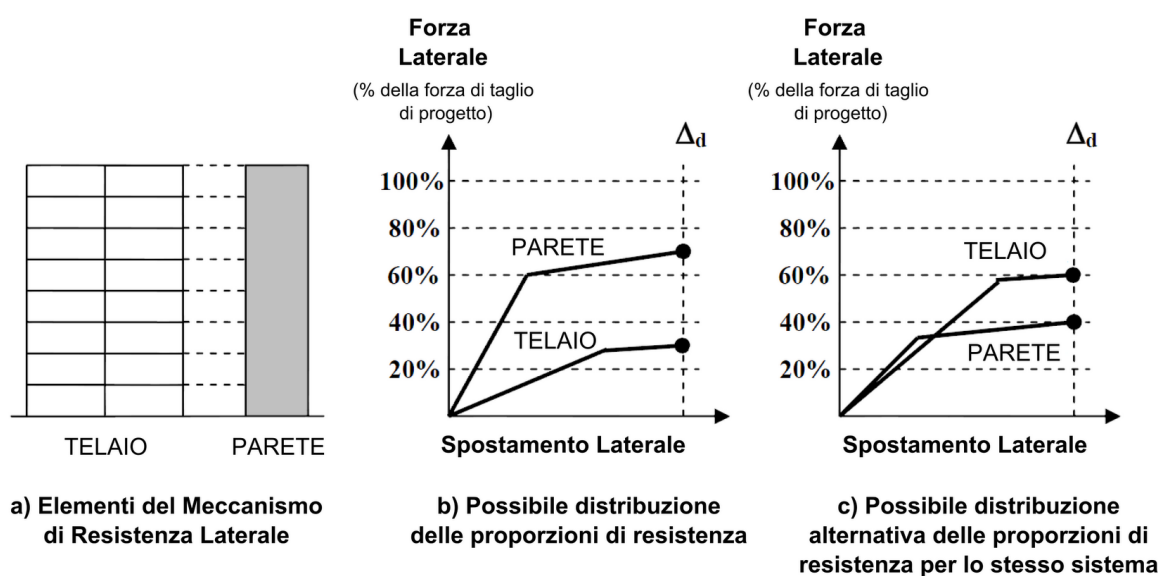 TELAIO
PARETE
a) Elementi del Meccanismo
di Resistenza Laterale
Forza
Laterale
(% della forza di taglio
di progetto)
Δd
100%
80%
PARETE
60%
40%
TELAIO
20%
Spostamento Laterale
b) Possibile distribuzione
delle proporzioni di resistenza
Forza
Laterale
(% della forza di taglio
di progetto)
Δd
100%
80%
TELAIO
60%
40%
PARETE
20%
Spostamento Laterale
c) Possibile distribuzione
alternativa delle proporzioni di
resistenza per lo stesso sistema